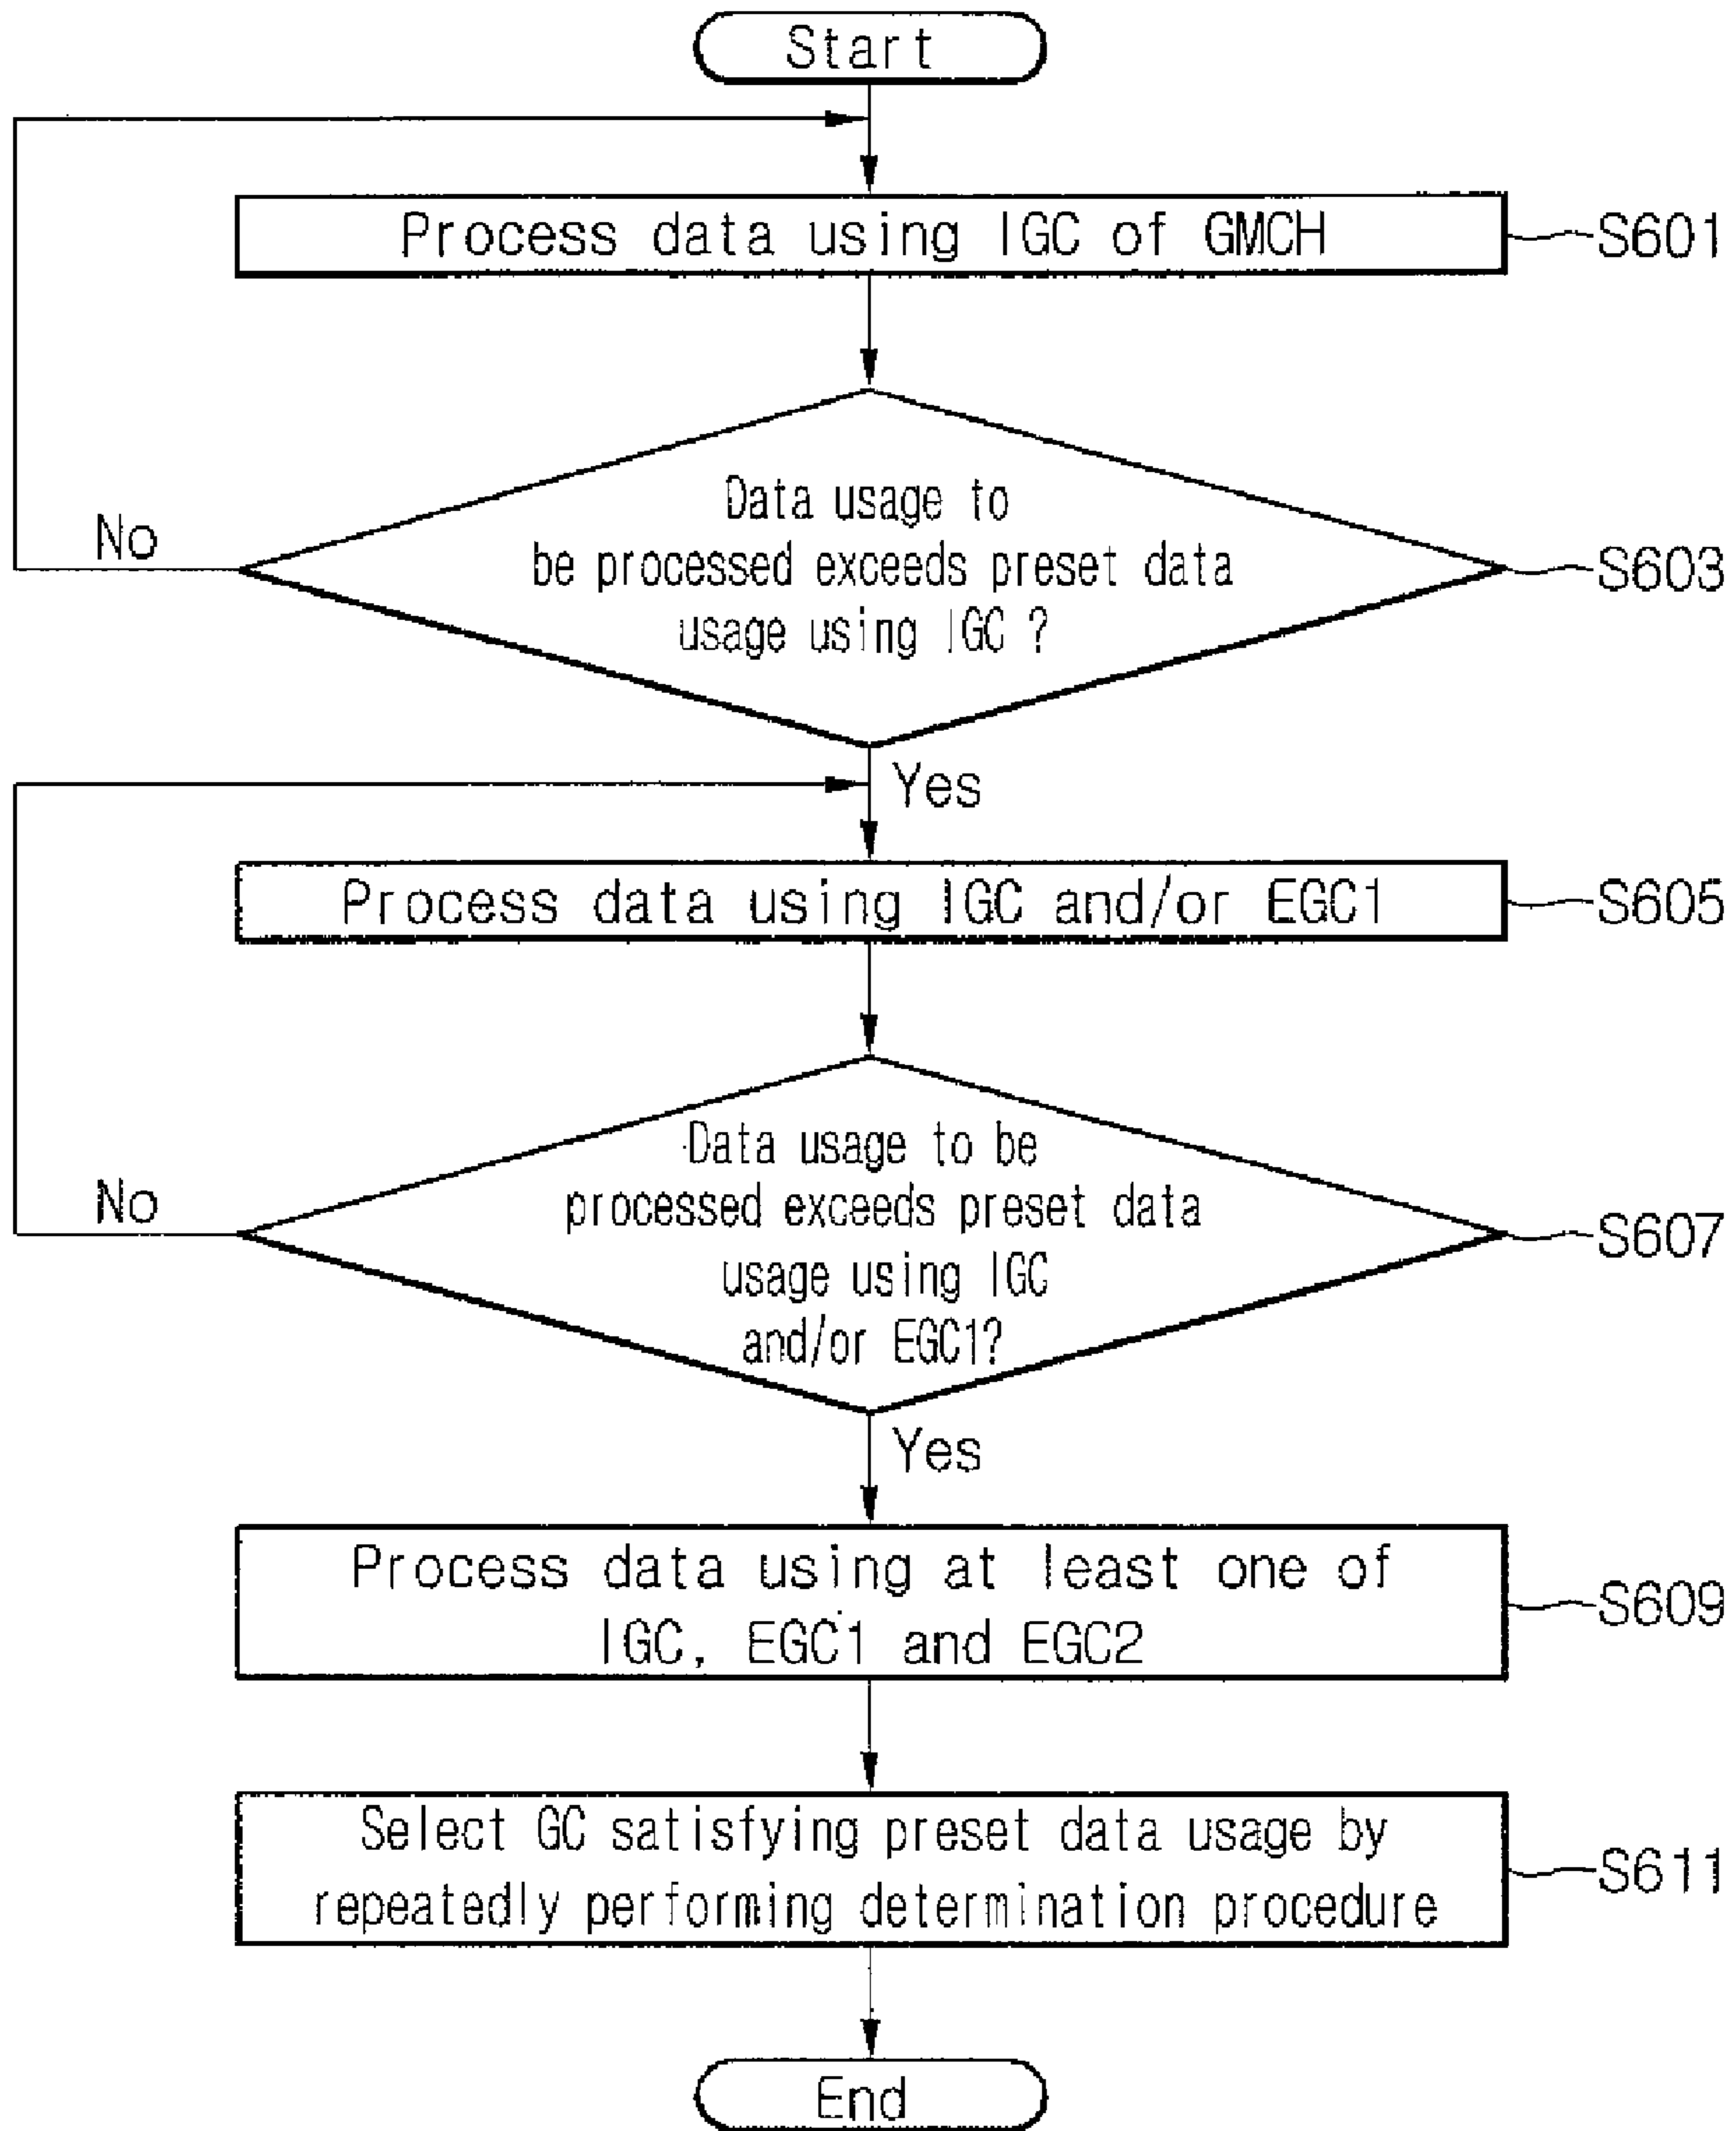 Start
Process data using IGC of GMCH
S601
Data usage to
be processed exceeds preset data
usage using IGC ?
No
S603
Yes
Process data using IGC and/or EGC1
S605
Data usage to be
processed exceeds preset data
usage using IGC
and/or EGC1?
No
S607
Yes
Process data using at least one of
IGC, EGC1 and EGC2
S609
Select GC satisfying preset data usage by
repeatedly performing determination procedure
S611
End